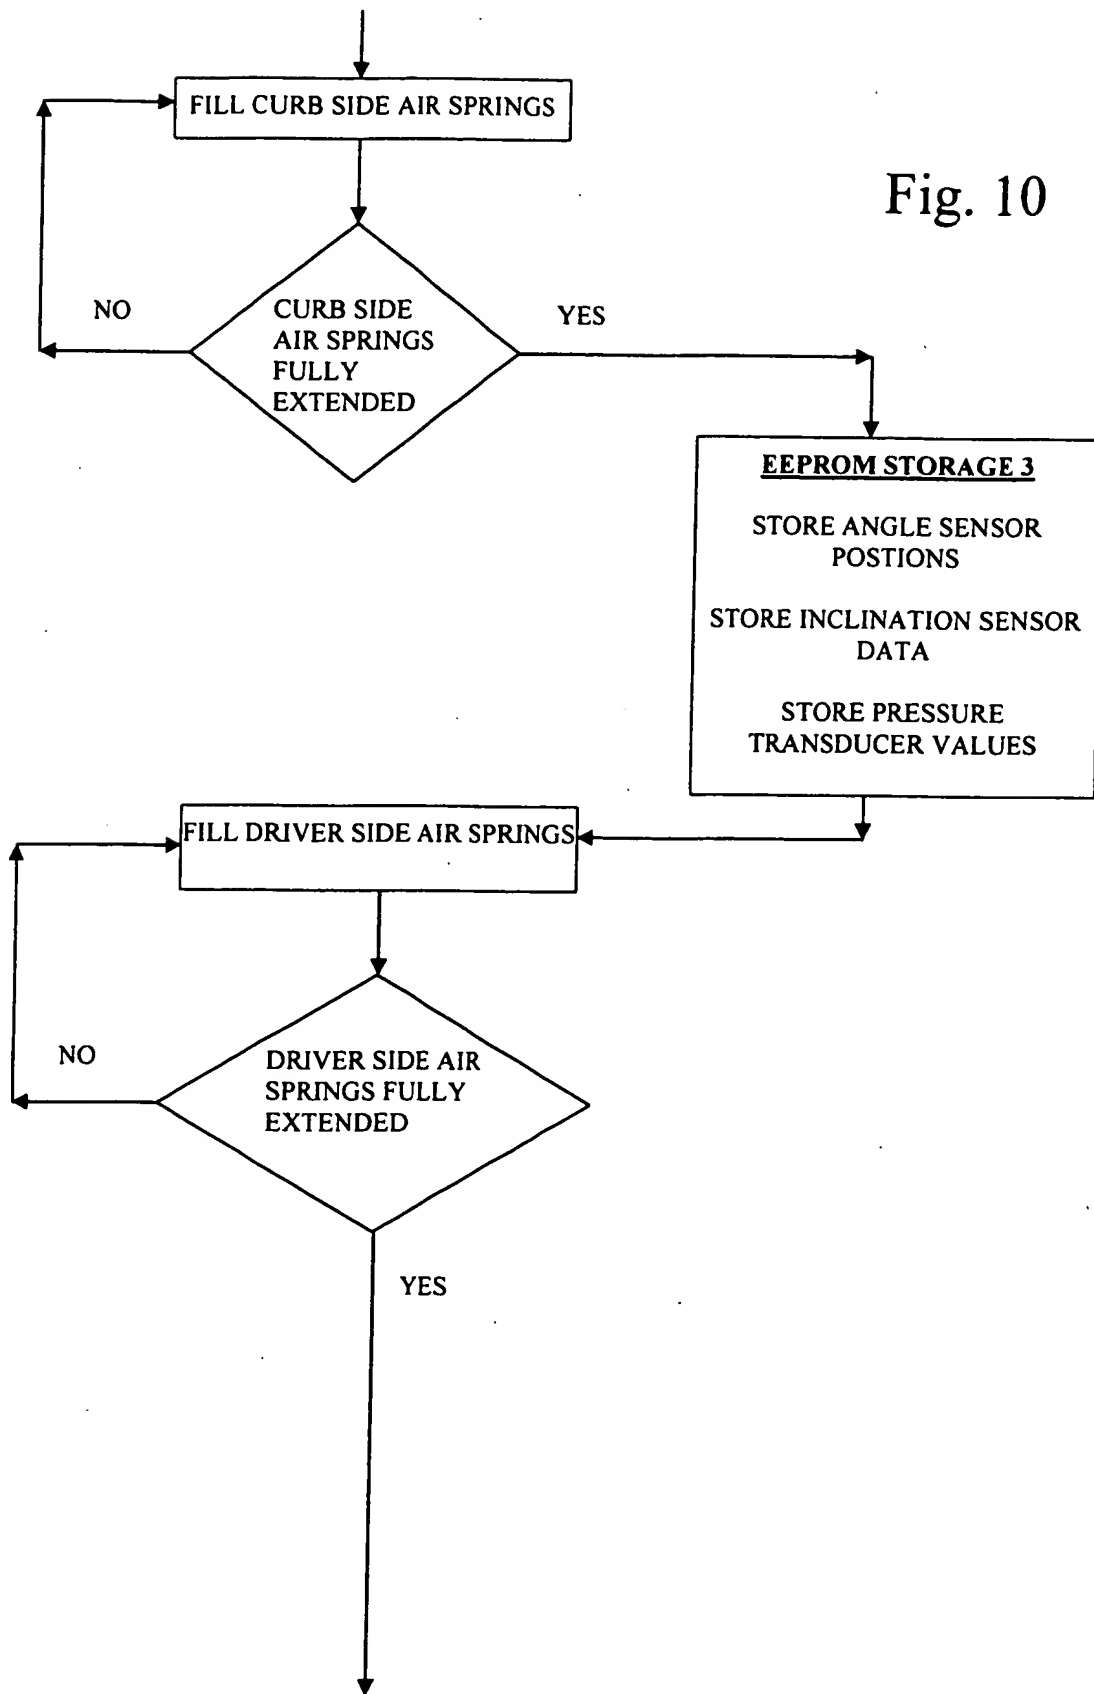 FILL CURB SIDE AIR SPRINGS
Fig. 10
NO
CURB SIDE
AIR SPRINGS
FULLY
EXTENDED
YES
EEPROM STORAGE 3
STORE ANGLE SENSOR
POSTIONS
STORE INCLINATION SENSOR
DATA
STORE PRESSURE
TRANSDUCER VALUES
FILL DRIVER SIDE AIR SPRINGS
NO
DRIVER SIDE AIR
SPRINGS FULLY
EXTENDED
YES